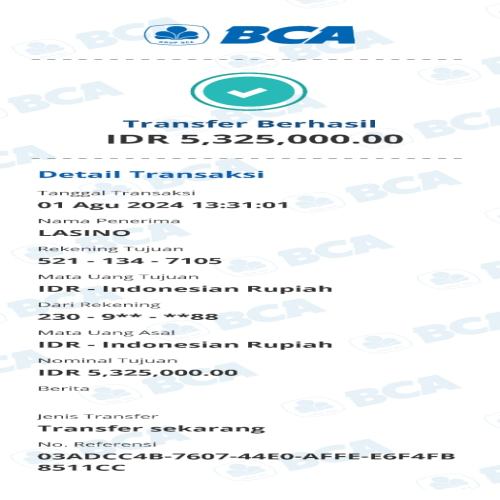 BCA
Transfer Berhasil
IDR 5,325,000.00
Detail Transaksi
Tanggal Transaksi
01 Agu 2024 13:31:01
Nama Penerima
LASINO
Rekening Tujuan
521 - 134 - 7105
Mata Uang Tujuan
IDR - Indonesian Rupiah
Dari Rekening
230 - 9** - **88
Mata Uang Asal
IDR - Indonesian Rupiah
Nominal Tujuan
IDR 5,325,000.00
Berita
Jenis Transfer
Transfer sekarang
No. Referensi
03ADCC4B-7607-44E0-AFFE-E6F4FB
8511CC